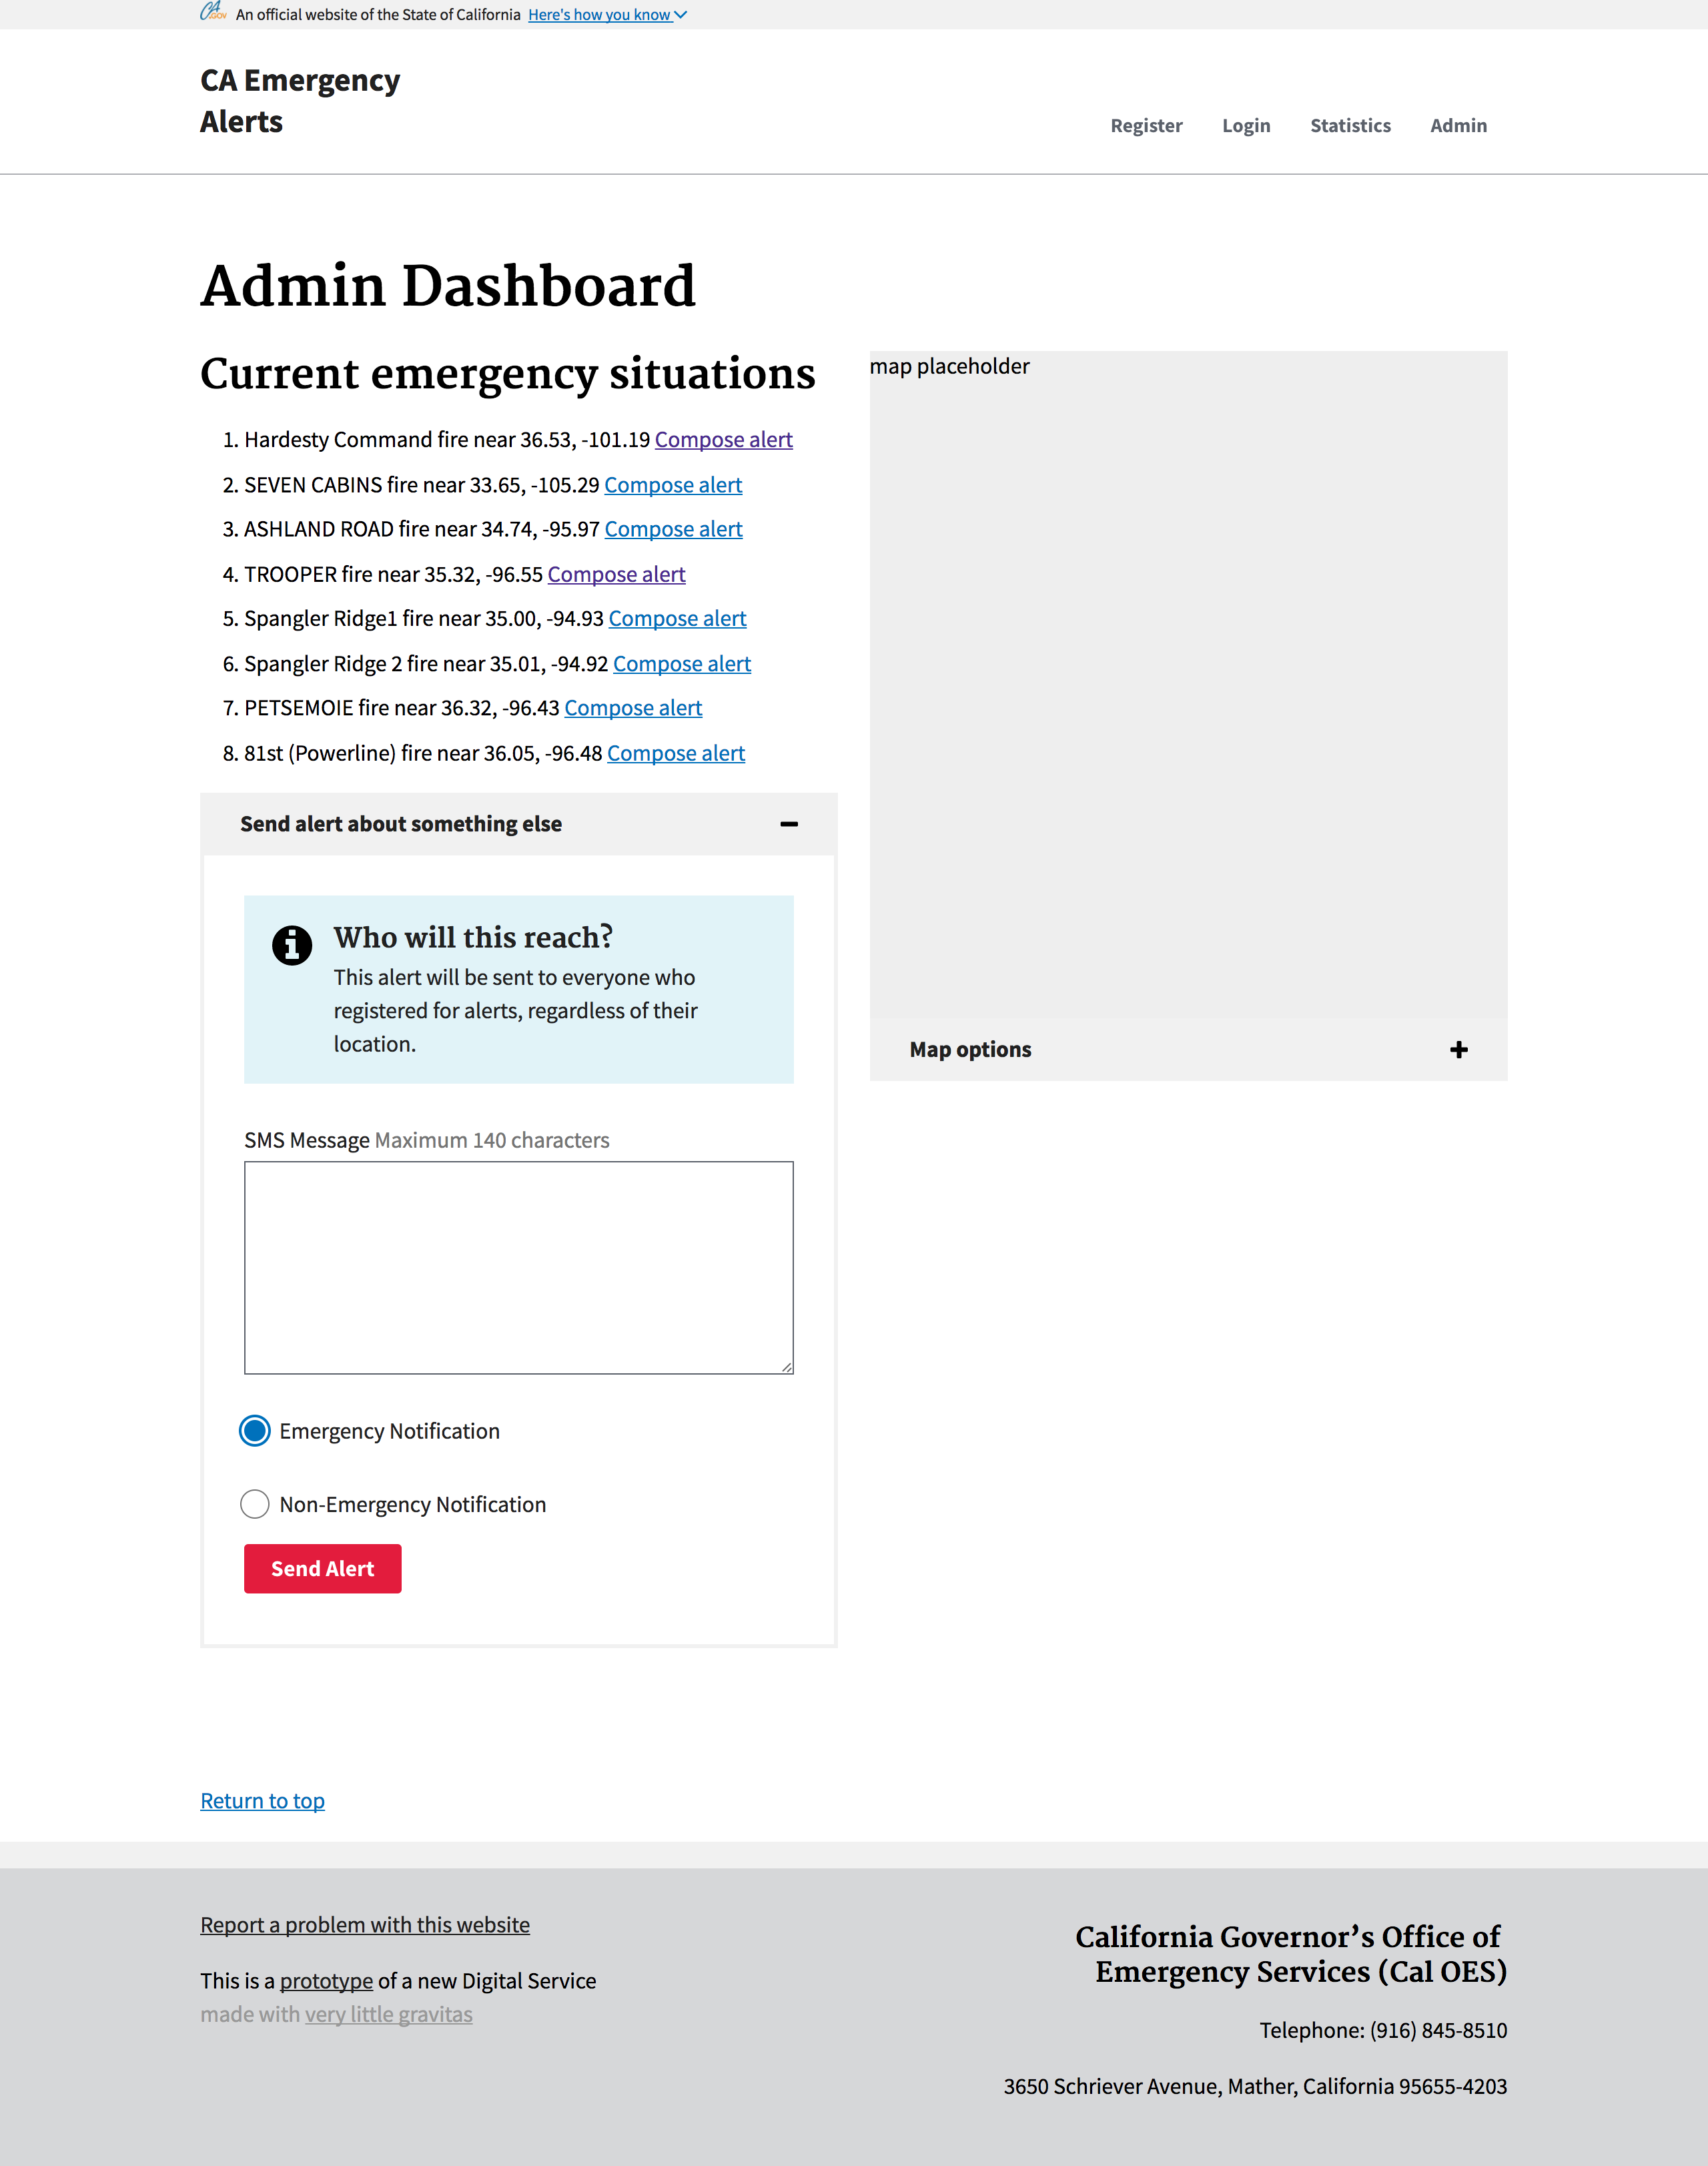 CA.GOV An official website of the State of California Here's how you know
CA Emergency
Alerts
Register Login Statistics Admin
Admin Dashboard
Current emergency situations
1. Hardesty Command fire near 36.53, -101.19 Compose alert
2. SEVEN CABINS fire near 33.65, -105.29 Compose alert
3. ASHLAND ROAD fire near 34.74, -95.97 Compose alert
4. TROOPER fire near 35.32, -96.55 Compose alert
5. Spangler Ridge1 fire near 35.00, -94.93 Compose alert
6. Spangler Ridge 2 fire near 35.01, -94.92 Compose alert
7. PETSEMOIE fire near 36.32, -96.43 Compose alert
8. 81st (Powerline) fire near 36.05, -96.48 Compose alert
Send alert about something else
Who will this reach?
This alert will be sent to everyone who
registered for alerts, regardless of their
location.
SMS Message Maximum 140 characters
Emergency Notification
Non-Emergency Notification
Send Alert
map placeholder
Map options
Return to top
Report a problem with this website
This is a prototype of a new Digital Service
made with very little gravitas
California Governor’s Office of
Emergency Services (Cal OES)
Telephone: (916) 845-8510
3650 Schriever Avenue, Mather, California 95655-4203